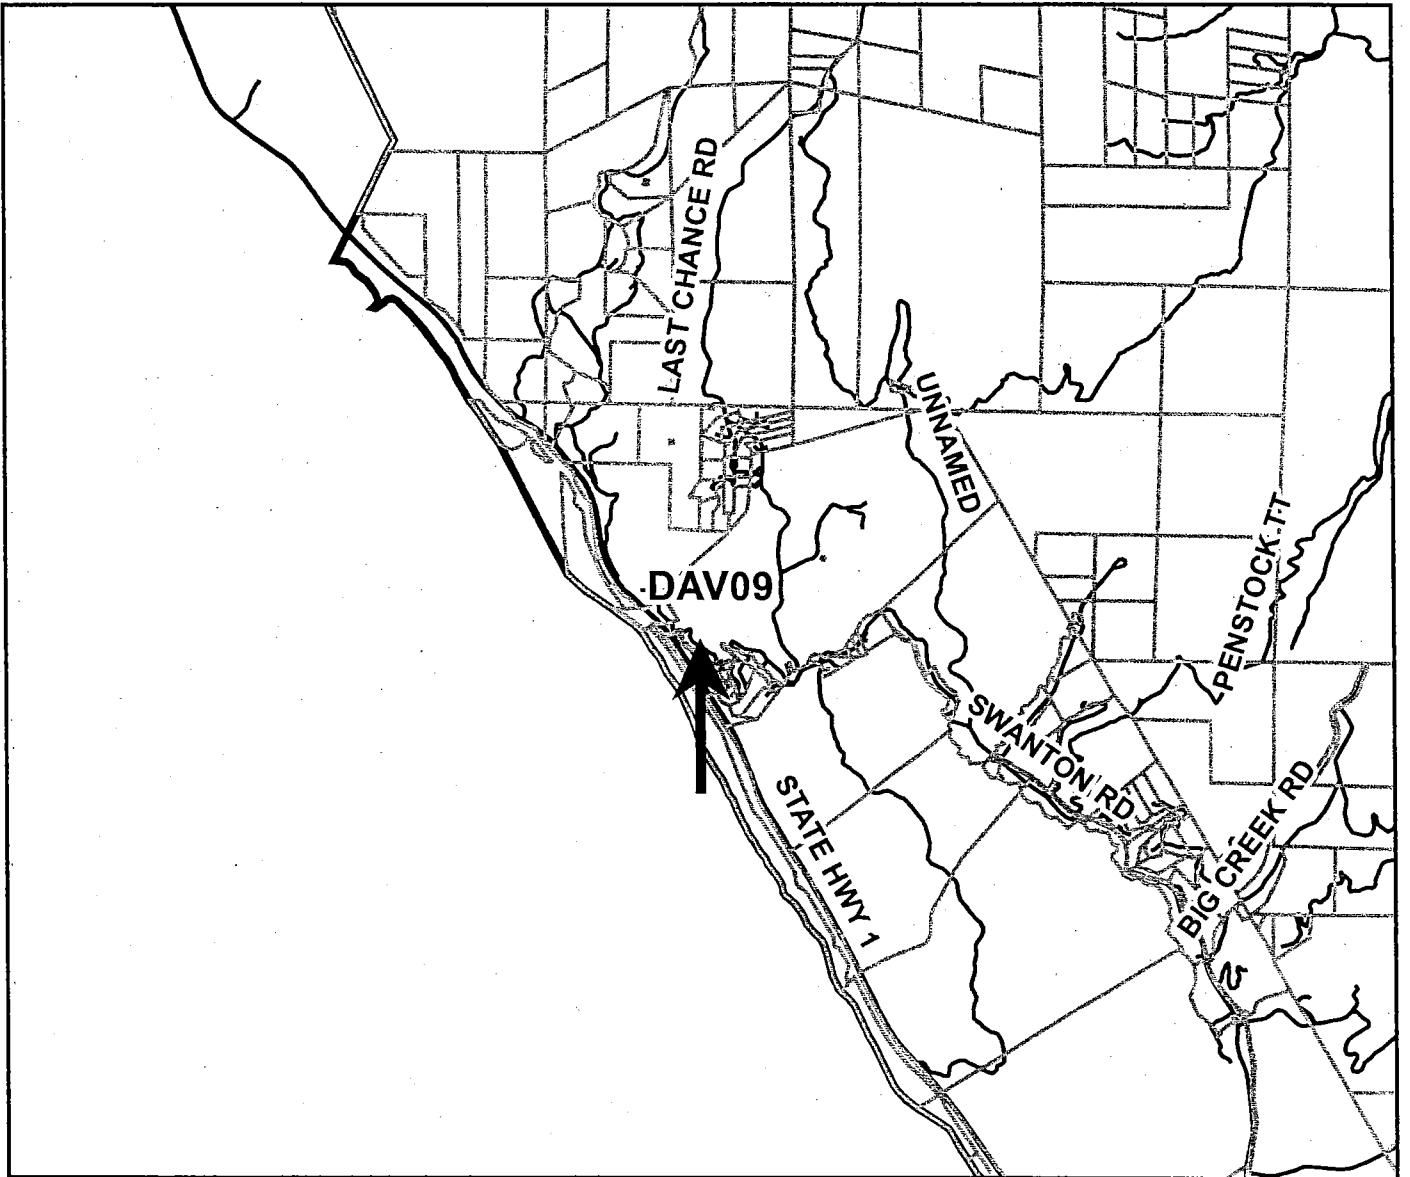 LAST CHANCE RD
UNNAMED
PENSTOCK TT
DAV09
SWANTON RD
STATE HWY 1
BIG CREEK RD